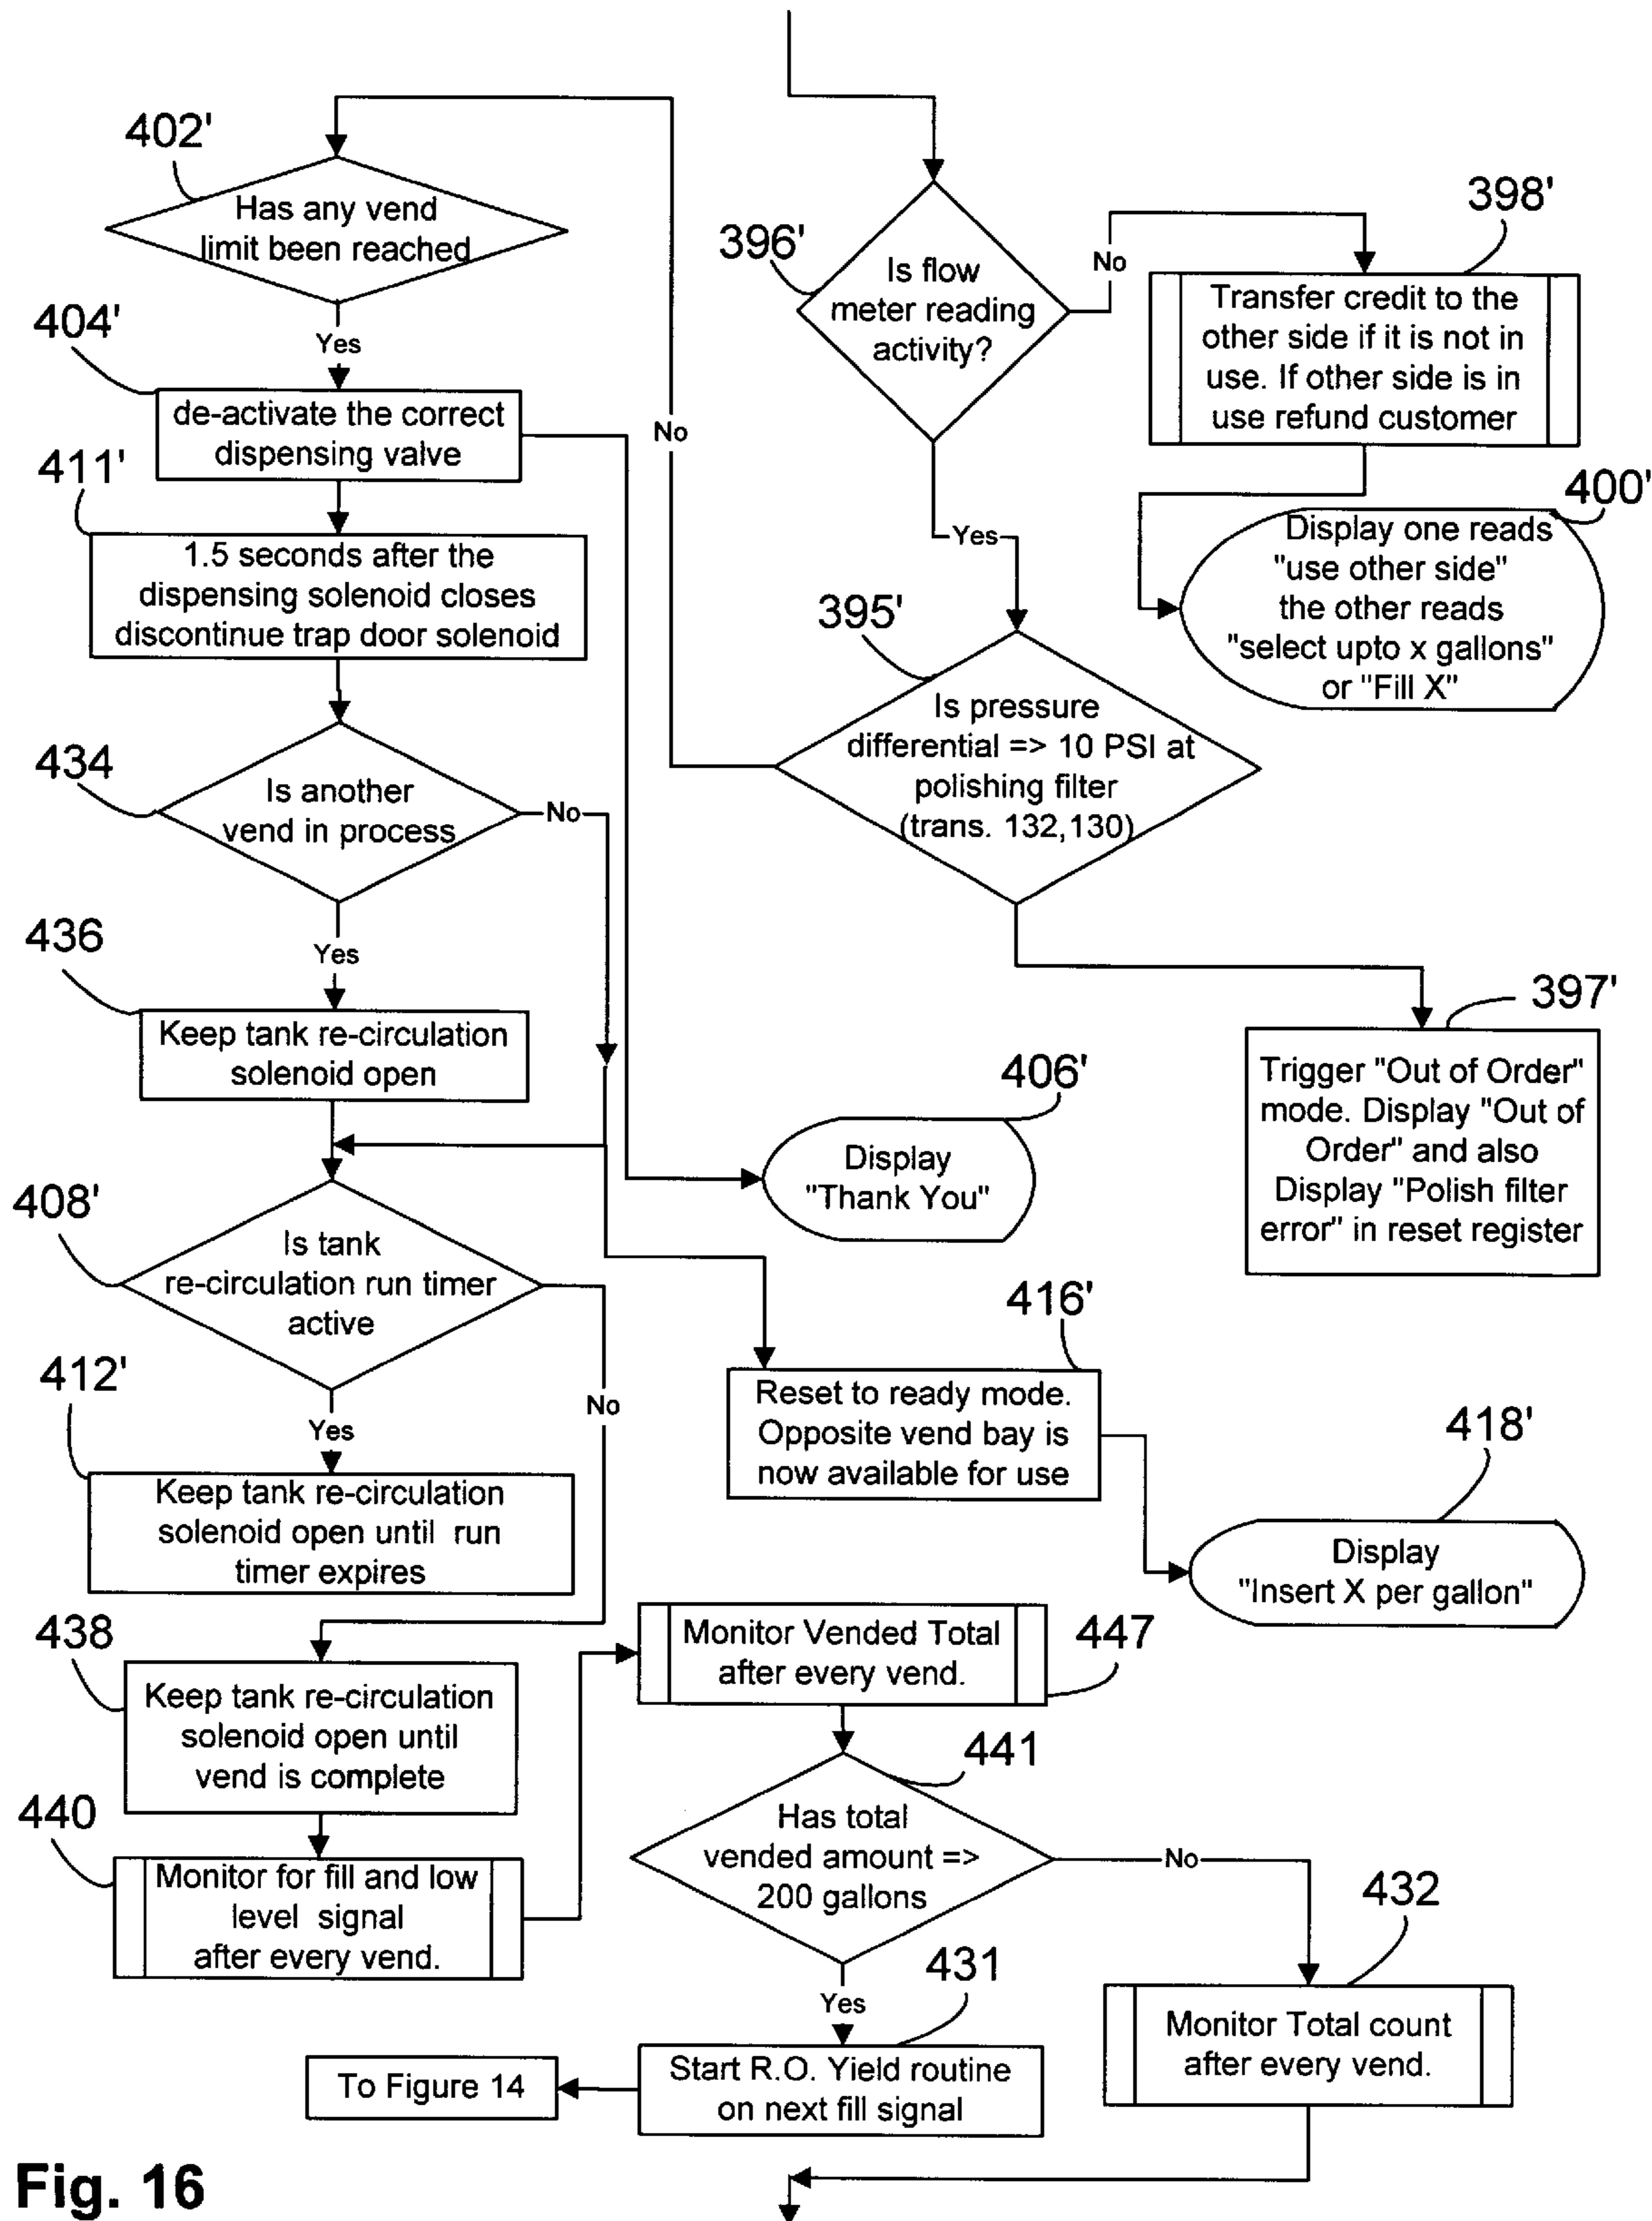 402'
Has any vend
limit been reached
Yes
404'
de-activate the correct
dispensing valve
411'
1.5 seconds after the
dispensing solenoid closes
discontinue trap door solenoid
434
Is another
vend in process
No
Yes
436
Keep tank re-circulation
solenoid open
408'
Is tank
re-circulation run timer
active
No
Yes
412'
Keep tank re-circulation
solenoid open until run
timer expires
438
Keep tank re-circulation
solenoid open until
vend is complete
440
Monitor for fill and low
level signal
after every vend.
396'
Is flow
meter reading
activity?
No
398'
Transfer credit to the
other side if it is not in
use. If other side is in
use refund customer
400'
Display one reads
"use other side"
the other reads
"select upto x gallons"
or "Fill X"
Yes
No
395'
Is pressure
differential => 10 PSI at
polishing filter
(trans. 132,130)
397'
Trigger "Out of Order"
mode. Display "Out of
Order" and also
Display "Polish filter
error" in reset register
406'
Display
"Thank You"
416'
Reset to ready mode.
Opposite vend bay is
now available for use
418'
Display
"Insert X per gallon"
447
Monitor Vended Total
after every vend.
441
Has total
vended amount =>
200 gallons
No
Yes
432
Monitor Total count
after every vend.
431
Start R.O. Yield routine
on next fill signal
To Figure 14
Fig. 16